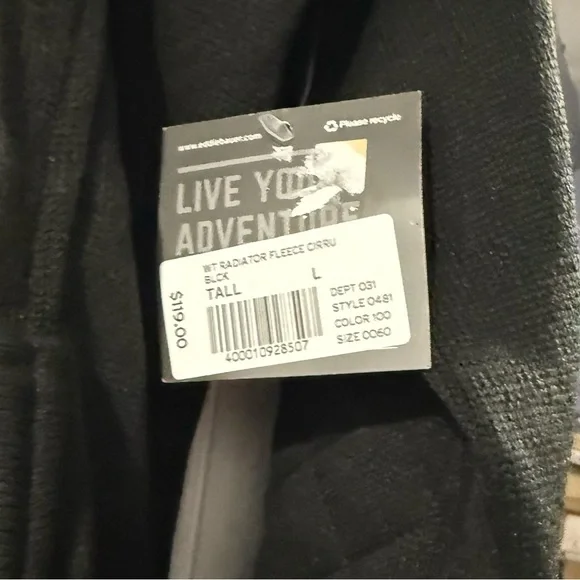 www.eddiebauer.com
Please recycle
LIVE YOUR
ADVENTURE
WT RADIATOR FLEECE CIRRU
BLCK
TALL L
$119.00
DEPT 031
STYLE 0481
COLOR 100
SIZE 0060
400010928507